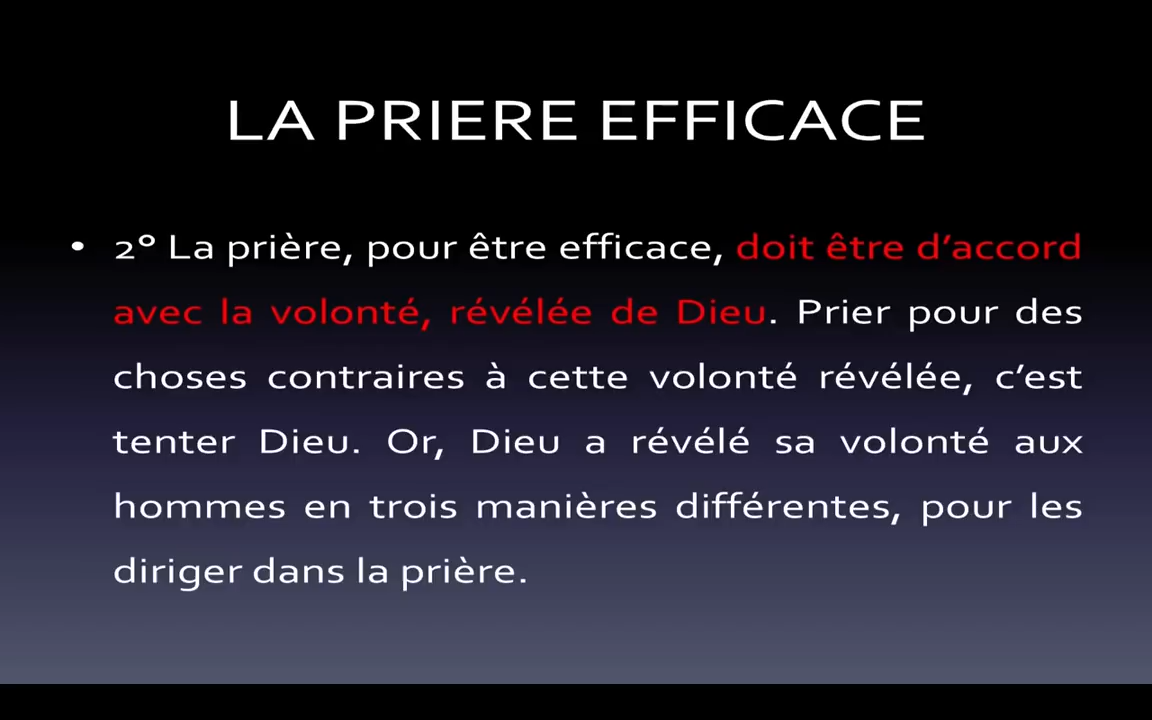 LA PRIERE EFFICACE
• 2° La prière, pour être efficace, doit être d’accord
avec la volonté, révélée de Dieu. Prier pour des
choses contraires à cette volonté révélée, c’est
tenter Dieu. Or, Dieu a révélé sa volonté aux
hommes en trois manières différentes, pour les
diriger dans la prière.